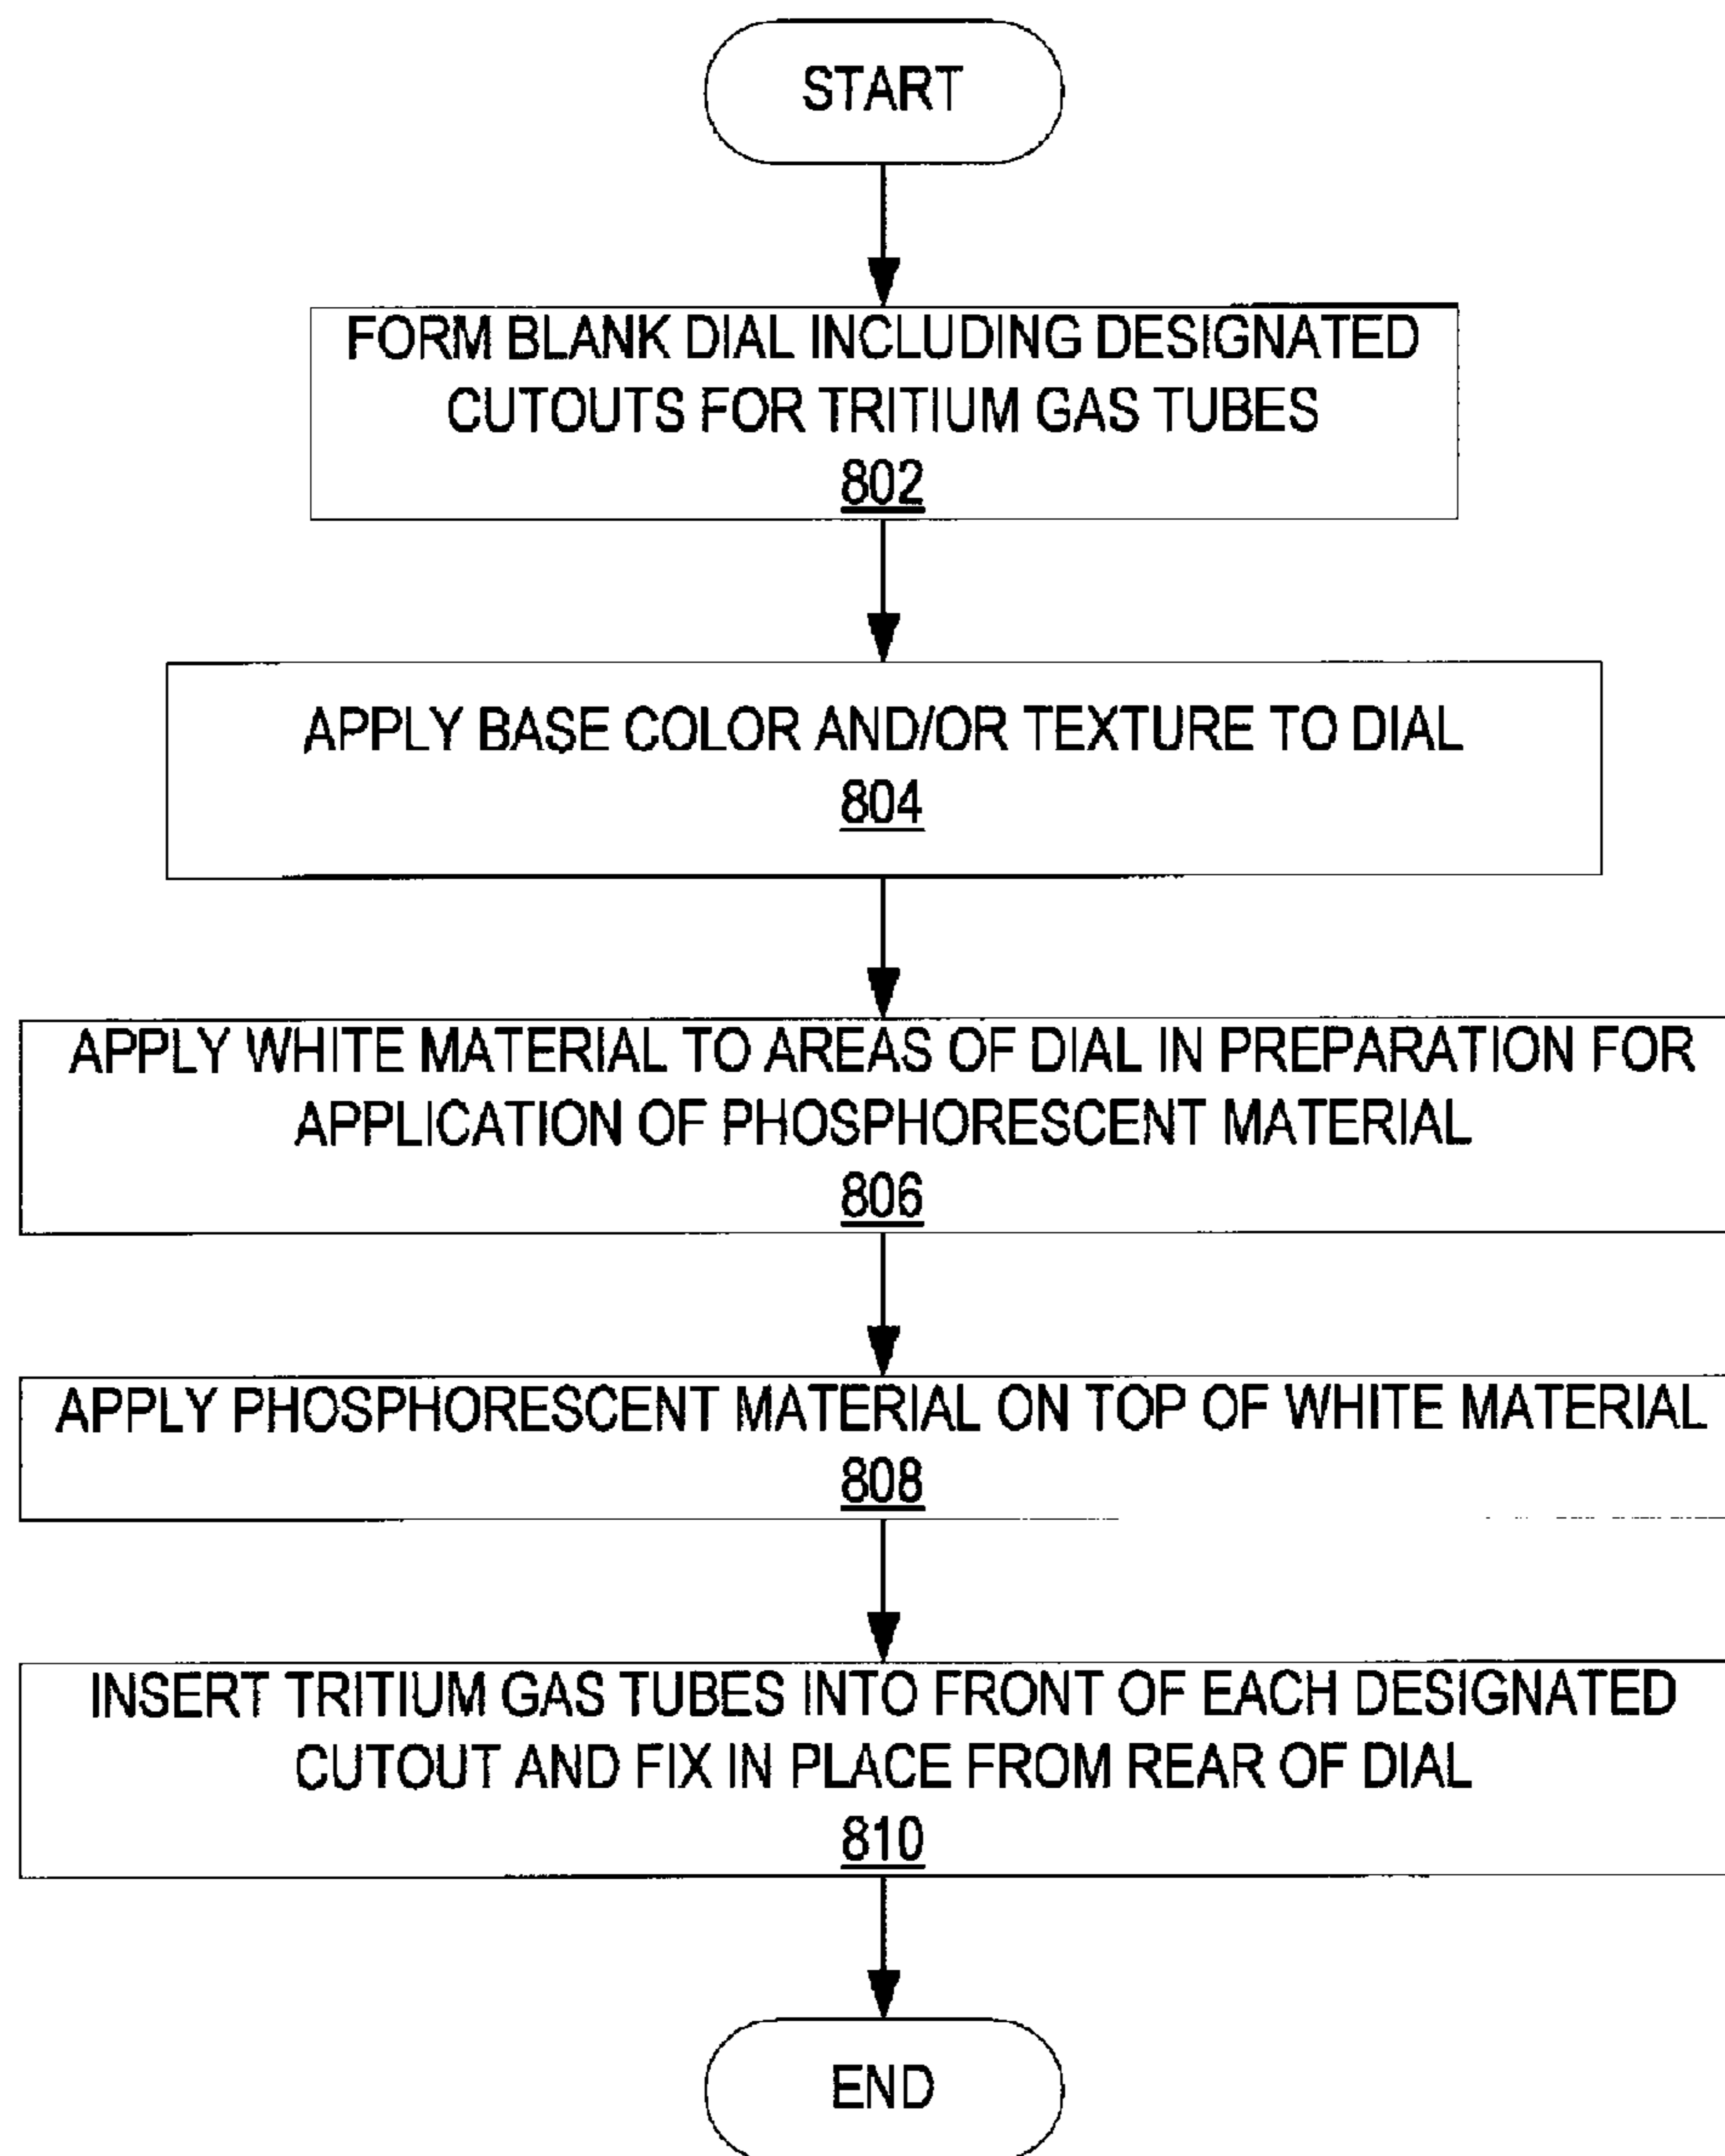 START
FORM BLANK DIAL INCLUDING DESIGNATED
CUTOUTS FOR TRITIUM GAS TUBES
802
APPLY BASE COLOR AND/OR TEXTURE TO DIAL
804
APPLY WHITE MATERIAL TO AREAS OF DIAL IN PREPARATION FOR
APPLICATION OF PHOSPHORESCENT MATERIAL
806
APPLY PHOSPHORESCENT MATERIAL ON TOP OF WHITE MATERIAL
808
INSERT TRITIUM GAS TUBES INTO FRONT OF EACH DESIGNATED
CUTOUT AND FIX IN PLACE FROM REAR OF DIAL
810
END